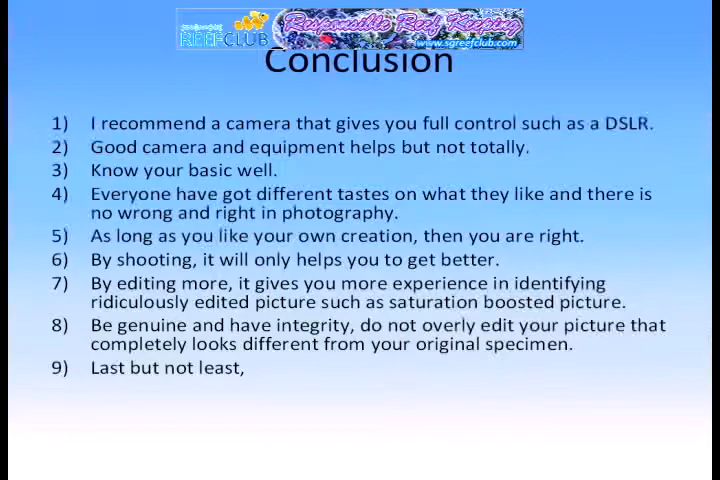 REEFCLUB
Responsible Reef Keeping
www.sgreefclub.com
Conclusion
1) I recommend a camera that gives you full control such as a DSLR.
2) Good camera and equipment helps but not totally.
3) Know your basic well.
4) Everyone have got different tastes on what they like and there is
no wrong and right in photography.
5) As long as you like your own creation, then you are right.
6) By shooting, it will only helps you to get better.
7) By editing more, it gives you more experience in identifying
ridiculously edited picture such as saturation boosted picture.
8) Be genuine and have integrity, do not overly edit your picture that
completely looks different from your original specimen.
9) Last but not least,